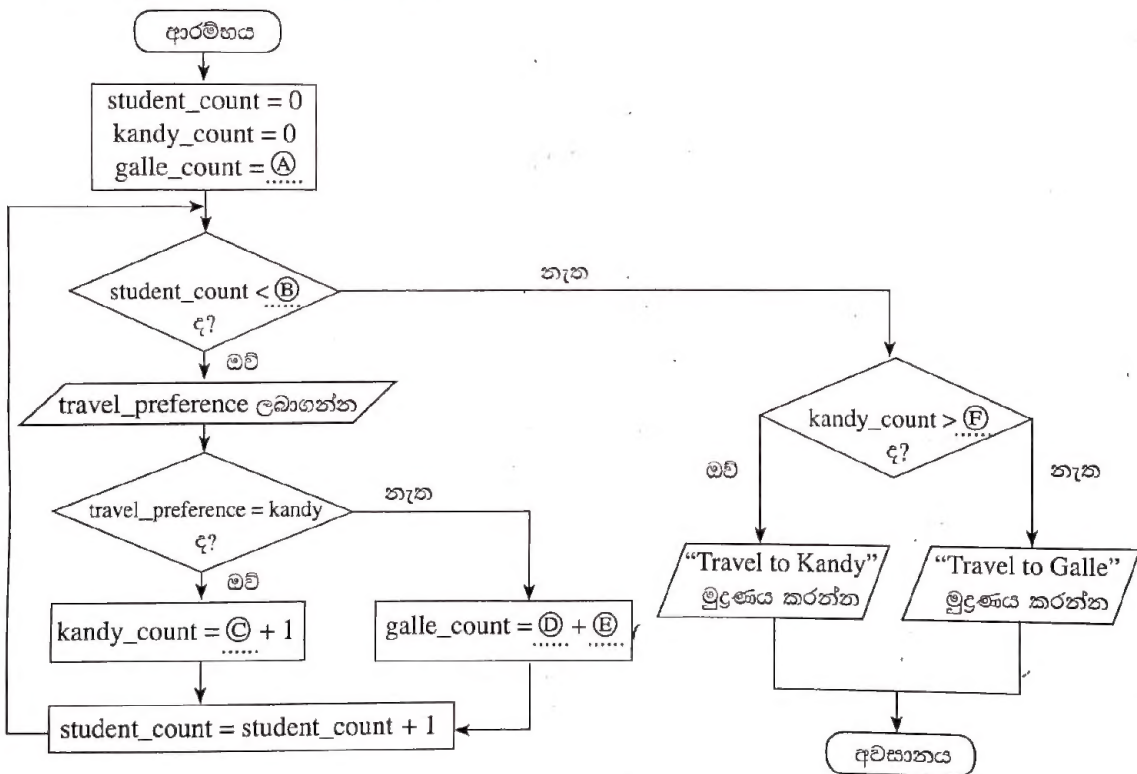 ආරම්භය
student_count = 0
kandy_count = 0
galle_count = Ⓐ
student_count < Ⓑ
ද?
නැත
ඔව්
travel_preference ලබාගන්න
travel_preference = kandy
ද?
නැත
ඔව්
kandy_count = Ⓒ + 1
galle_count = Ⓓ + Ⓔ
student_count = student_count + 1
kandy_count > Ⓕ
ද?
ඔව්
නැත
“Travel to Kandy”
මුද්‍රණය කරන්න
“Travel to Galle”
මුද්‍රණය කරන්න
අවසානය